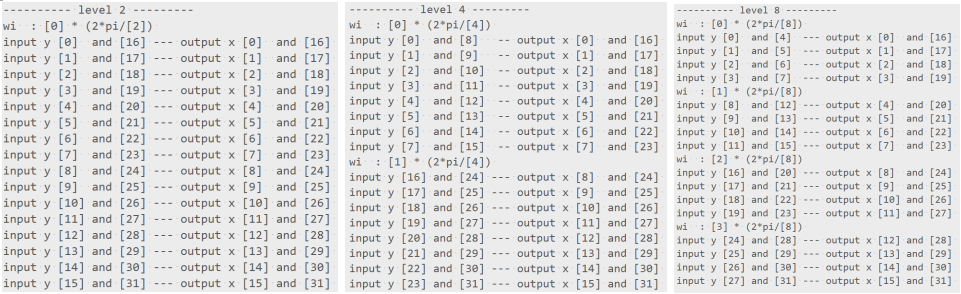 ---------- level 2 ---------
wi  : [0] * (2*pi/[2])
input y [0]  and [16] --- output x [0]  and [16]
input y [1]  and [17] --- output x [1]  and [17]
input y [2]  and [18] --- output x [2]  and [18]
input y [3]  and [19] --- output x [3]  and [19]
input y [4]  and [20] --- output x [4]  and [20]
input y [5]  and [21] --- output x [5]  and [21]
input y [6]  and [22] --- output x [6]  and [22]
input y [7]  and [23] --- output x [7]  and [23]
input y [8]  and [24] --- output x [8]  and [24]
input y [9]  and [25] --- output x [9]  and [25]
input y [10] and [26] --- output x [10] and [26]
input y [11] and [27] --- output x [11] and [27]
input y [12] and [28] --- output x [12] and [28]
input y [13] and [29] --- output x [13] and [29]
input y [14] and [30] --- output x [14] and [30]
input y [15] and [31] --- output x [15] and [31]
---------- level 4 ---------
wi  : [0] * (2*pi/[4])
input y [0]  and [8]   -- output x [0]  and [16]
input y [1]  and [9]   -- output x [1]  and [17]
input y [2]  and [10]  -- output x [2]  and [18]
input y [3]  and [11]  -- output x [3]  and [19]
input y [4]  and [12]  -- output x [4]  and [20]
input y [5]  and [13]  -- output x [5]  and [21]
input y [6]  and [14]  -- output x [6]  and [22]
input y [7]  and [15]  -- output x [7]  and [23]
wi  : [1] * (2*pi/[4])
input y [16] and [24] --- output x [8]  and [24]
input y [17] and [25] --- output x [9]  and [25]
input y [18] and [26] --- output x [10] and [26]
input y [19] and [27] --- output x [11] and [27]
input y [20] and [28] --- output x [12] and [28]
input y [21] and [29] --- output x [13] and [29]
input y [22] and [30] --- output x [14] and [30]
input y [23] and [31] --- output x [15] and [31]
---------- level 8 ---------
wi  : [0] * (2*pi/[8])
input y [0]  and [4]  --- output x [0]  and [16]
input y [1]  and [5]  --- output x [1]  and [17]
input y [2]  and [6]  --- output x [2]  and [18]
input y [3]  and [7]  --- output x [3]  and [19]
wi  : [1] * (2*pi/[8])
input y [8]  and [12] --- output x [4]  and [20]
input y [9]  and [13] --- output x [5]  and [21]
input y [10] and [14] --- output x [6]  and [22]
input y [11] and [15] --- output x [7]  and [23]
wi  : [2] * (2*pi/[8])
input y [16] and [20] --- output x [8]  and [24]
input y [17] and [21] --- output x [9]  and [25]
input y [18] and [22] --- output x [10] and [26]
input y [19] and [23] --- output x [11] and [27]
wi  : [3] * (2*pi/[8])
input y [24] and [28] --- output x [12] and [28]
input y [25] and [29] --- output x [13] and [29]
input y [26] and [30] --- output x [14] and [30]
input y [27] and [31] --- output x [15] and [31]